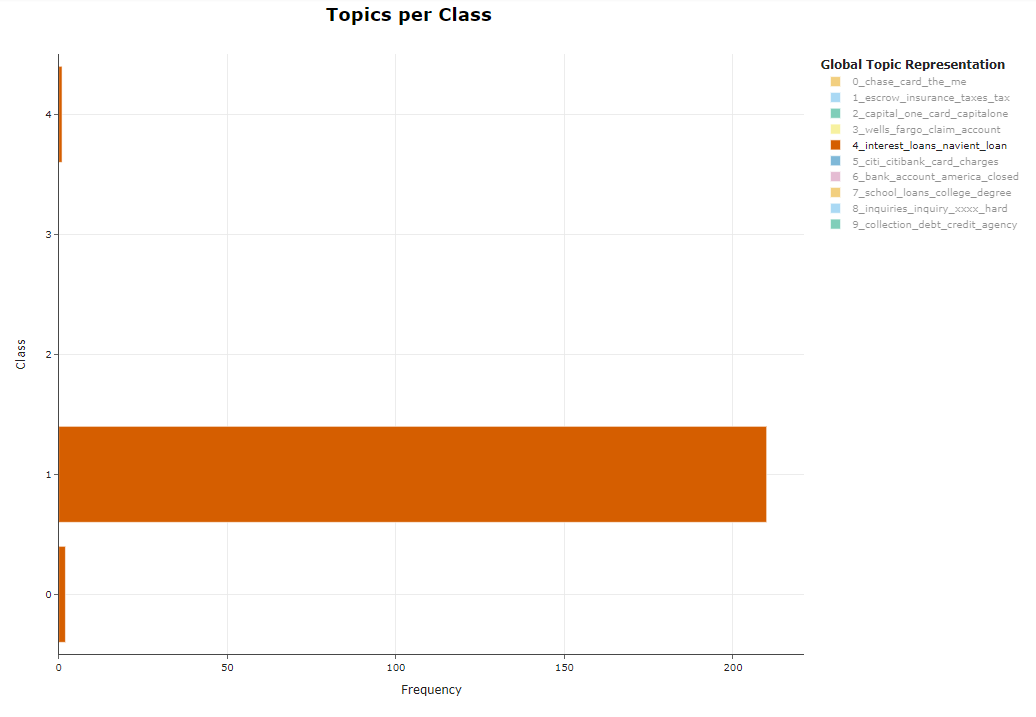 Topics per Class
Global Topic Representation
0_chase_card_the_me
1_escrow_insurance_taxes_tax
2_capital_one_card_capitalone
3_wells_fargo_claim_account
4_interest_loans_navient_loan
5_citi_citibank_card_charges
6_bank_account_america_closed
7_school_loans_college_degree
8_inquiries_inquiry_xxxx_hard
9_collection_debt_credit_agency
Class
4
3
2
1
0
0 50 100 150 200
Frequency